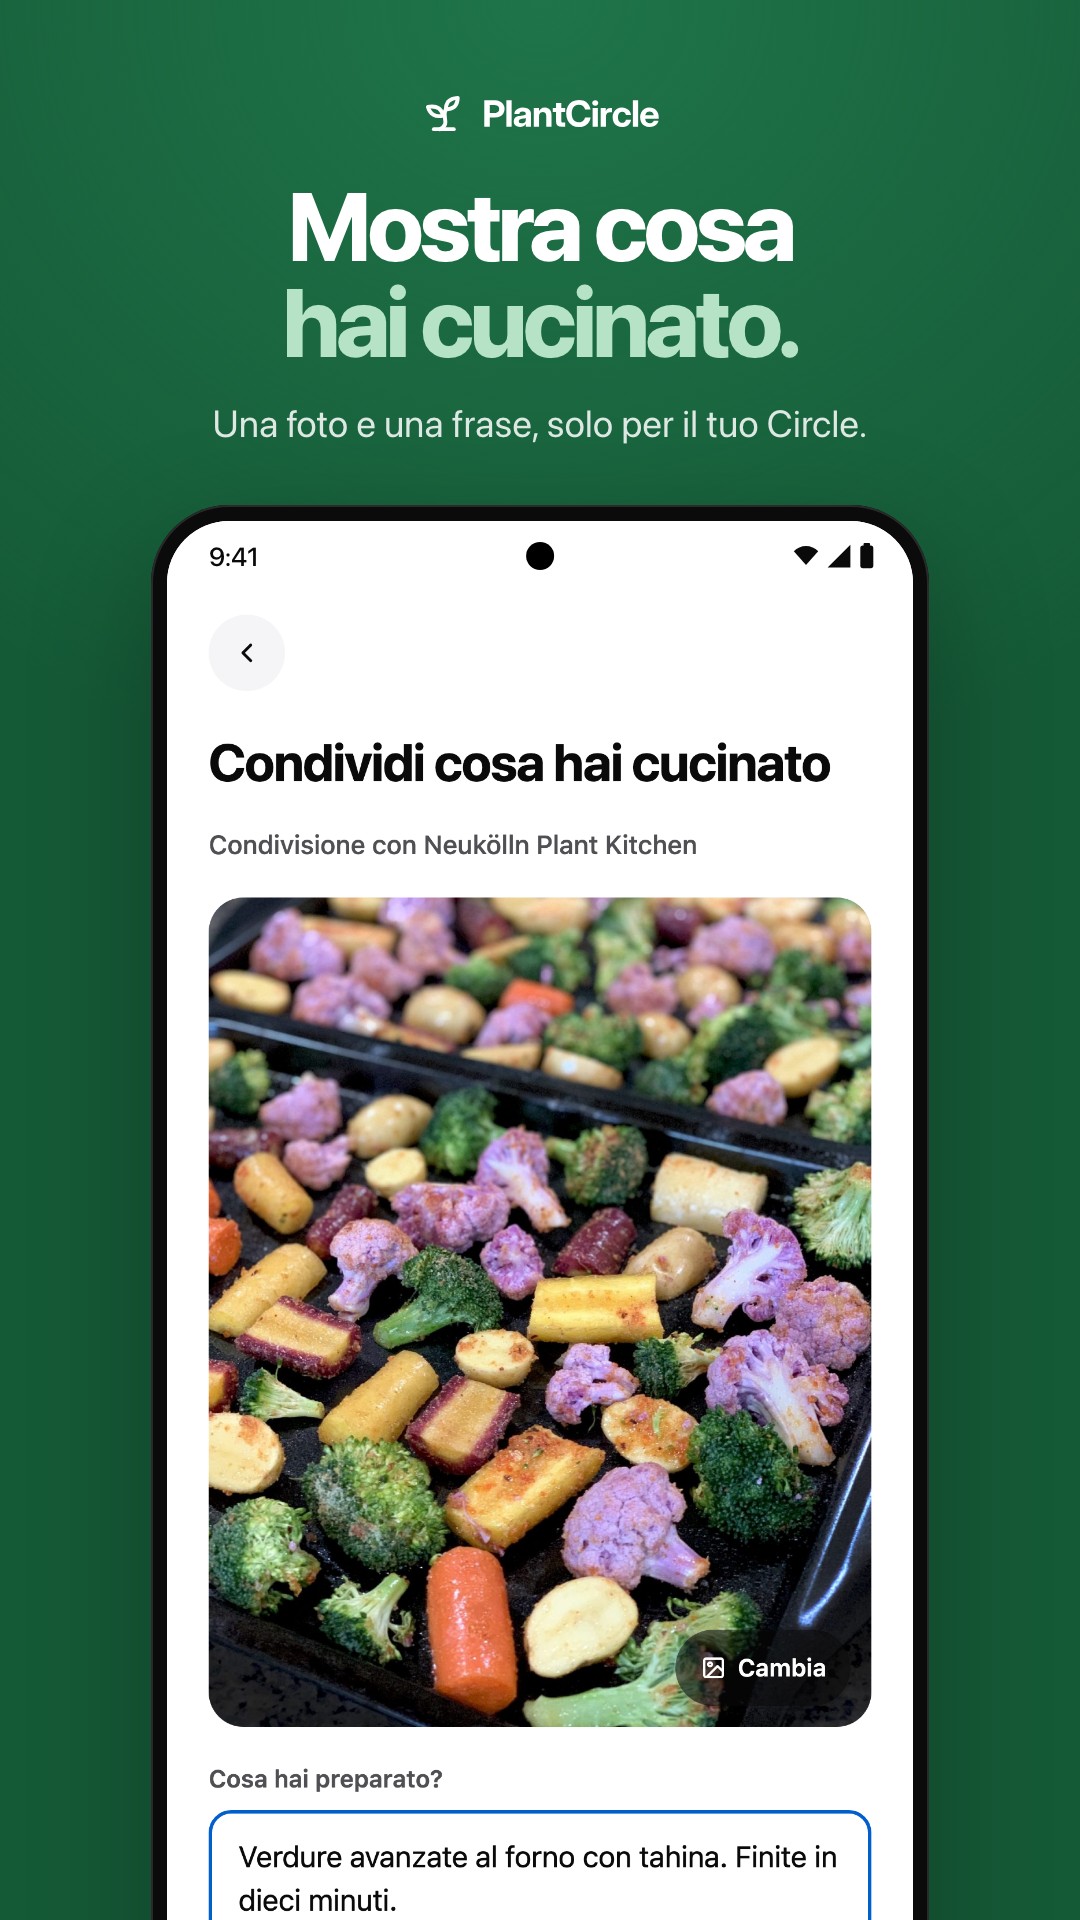 PlantCircle
Mostra cosa
hai cucinato.
Una foto e una frase, solo per il tuo Circle.
9:41
Condividi cosa hai cucinato
Condivisione con Neukölln Plant Kitchen
Cambia
Cosa hai preparato?
Verdure avanzate al forno con tahina. Finite in
dieci minuti.